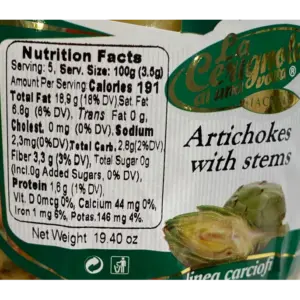 Nutrition Facts
Serving: 5, Serv. Size: 100g (3,5g)
Amount Per Serving Calories 191
Total Fat 18,9 g (18% DV), Sat. Fat
6,8g (6% DV), Trans Fat 0 g,
Cholest. 0 mg (0% DV), Sodium
2,3mg(0%DV)Total Carb. 2,8g(2%DV),
Fiber 3,3 g (3% DV), Total Sugar 0g
(Incl.0g Added Sugars, 0% DV),
Protein 1,6 g (1% DV),
Vit. D 0mcg 0%, Calcium 44 mg 0%,
Iron 1 mg 6%, Potas. 146 mg 4%.
Net Weight 19.40 oz
La
Artichokes
with stems
linea carciofi